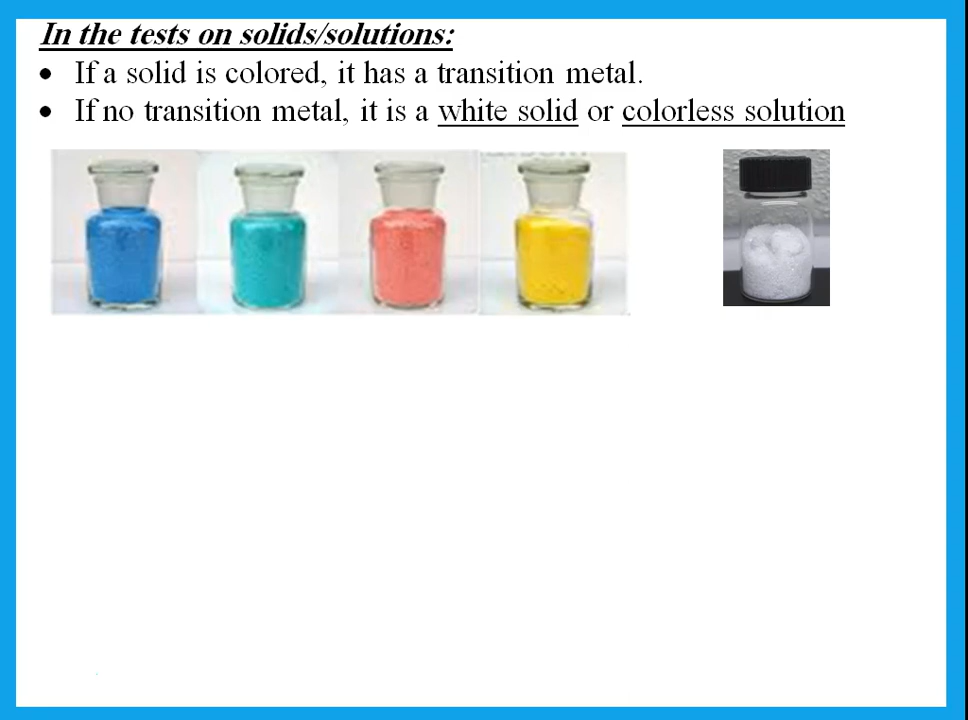 In the tests on solids/solutions:
• If a solid is colored, it has a transition metal.
• If no transition metal, it is a white solid or colorless solution